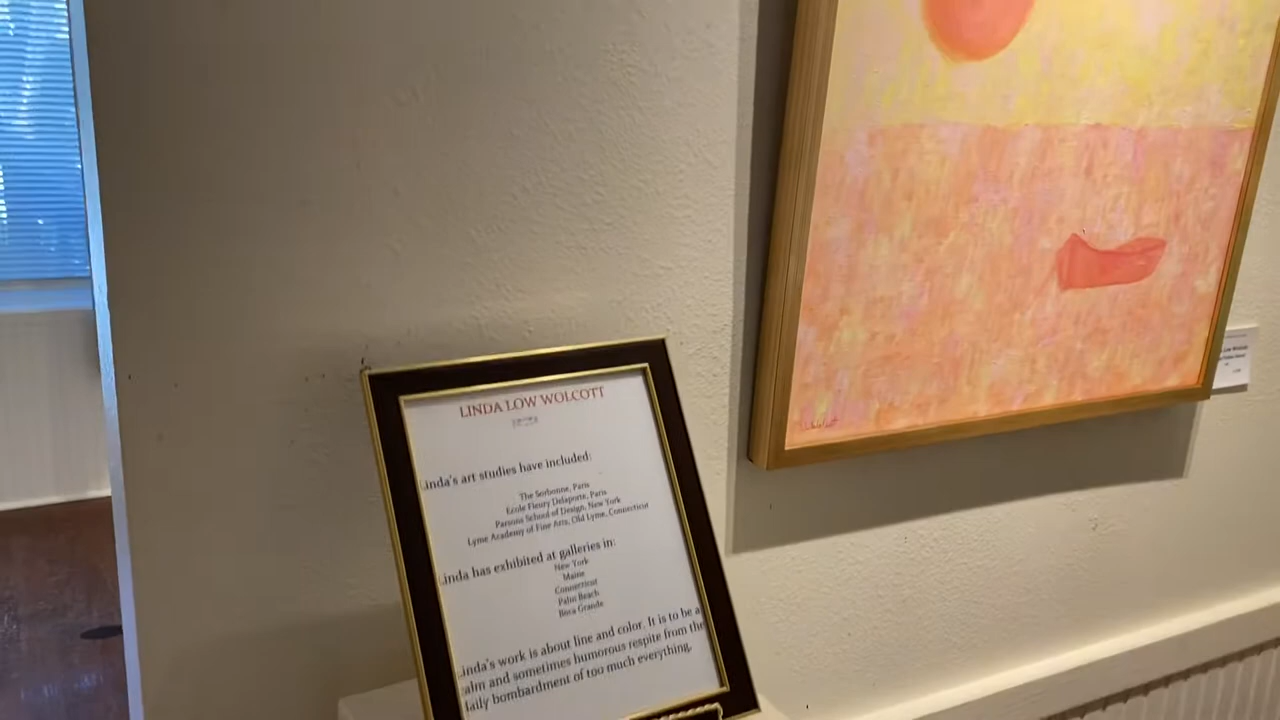 LINDA LOW WOLCOTT
Linda's art studies have included:
The Sorbonne, Paris
Ecole Fleury Delaporte, Paris
Parsons School of Design, New York
Lyme Academy of Fine Arts, Old Lyme, Connecticut
Linda has exhibited at galleries in:
New York
Maine
Connecticut
Palm Beach
Boca Grande
Linda's work is about line and color. It is to be a
calm and sometimes humorous respite from the
daily bombardment of too much everything.